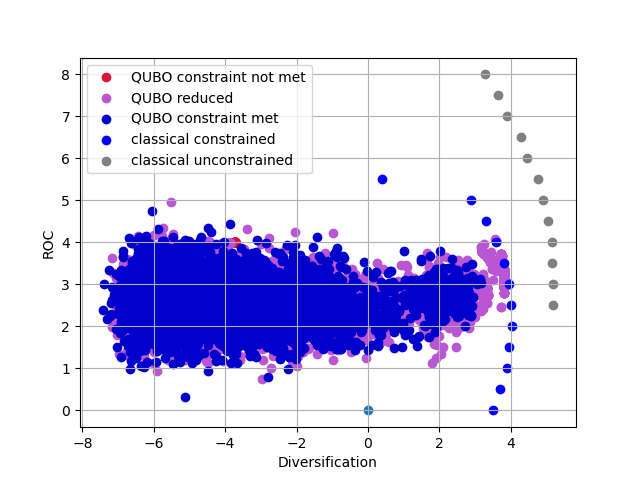 8
7
6
5
4
3
2
1
0
ROC
QUBO constraint not met
QUBO reduced
QUBO constraint met
classical constrained
classical unconstrained
−8 −6 −4 −2 0 2 4
Diversification